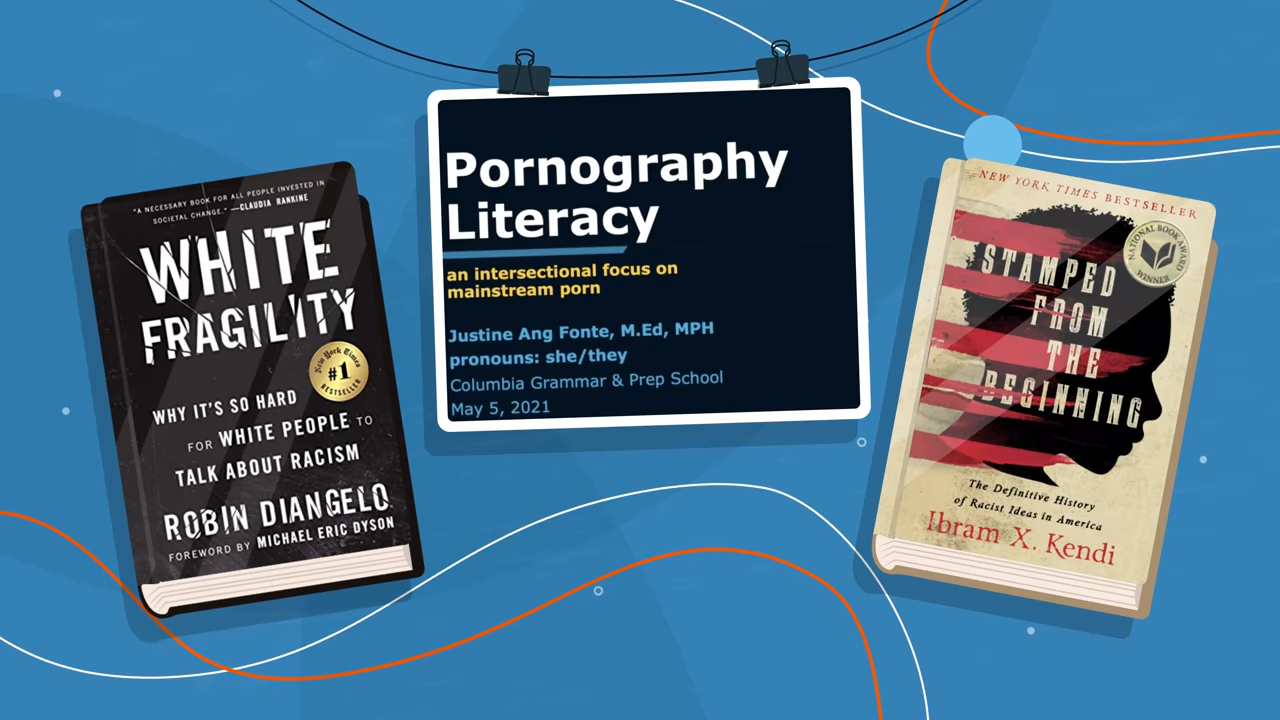 "A NECESSARY BOOK FOR ALL PEOPLE INVESTED IN
SOCIETAL CHANGE." —CLAUDIA RANKINE
WHITE
FRAGILITY
New York Times
#1
BESTSELLER
WHY IT'S SO HARD
FOR WHITE PEOPLE TO
TALK ABOUT RACISM
ROBIN DIANGELO
FOREWORD BY MICHAEL ERIC DYSON
Pornography
Literacy
an intersectional focus on
mainstream porn
Justine Ang Fonte, M.Ed, MPH
pronouns: she/they
Columbia Grammar & Prep School
May 5, 2021
NEW YORK TIMES BESTSELLER
NATIONAL BOOK AWARD
WINNER
STAMPED
FROM
THE
BEGINNING
The Definitive History
of Racist Ideas in America
Ibram X. Kendi